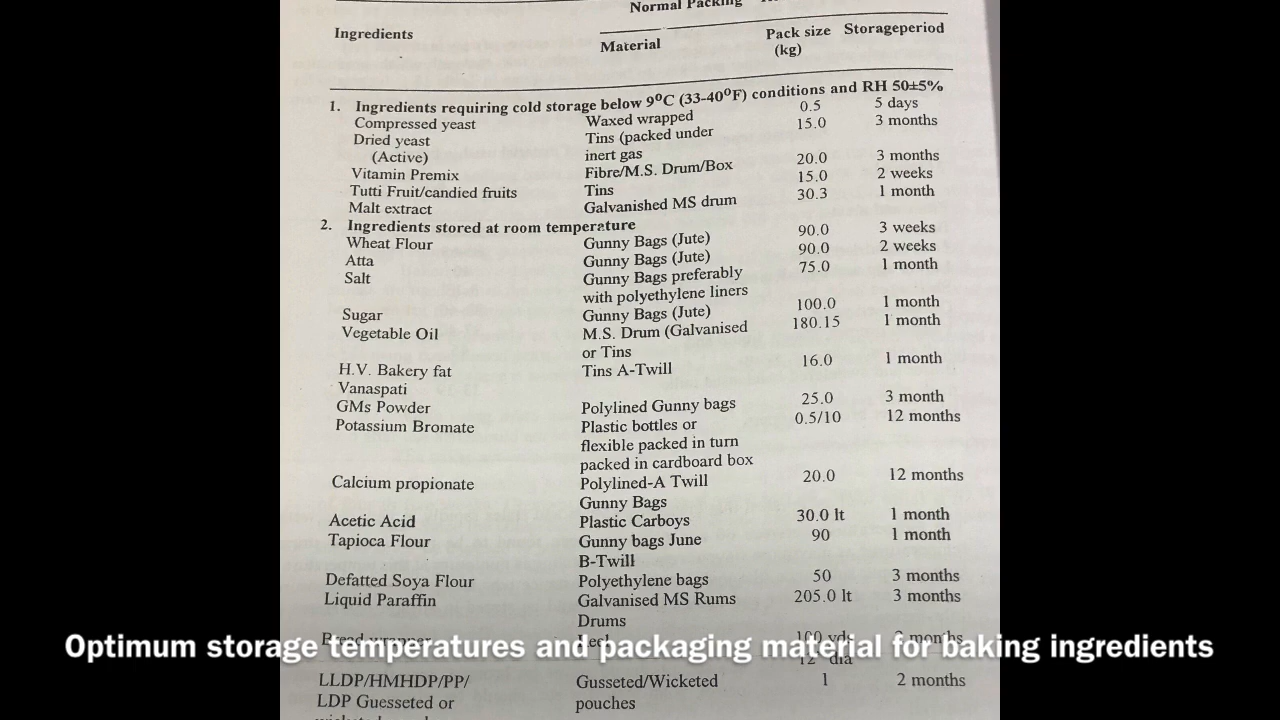 Normal Packing
Ingredients Material Pack size (kg) Storageperiod
1. Ingredients requiring cold storage below 9⁰C (33-40⁰F) conditions and RH 50±5%
Compressed yeast Waxed wrapped 0.5 5 days
Dried yeast Tins (packed under 15.0 3 months
(Active) inert gas
Vitamin Premix Fibre/M.S. Drum/Box 20.0 3 months
Tutti Fruit/candied fruits Tins 15.0 2 weeks
Malt extract Galvanished MS drum 30.3 1 month
2. Ingredients stored at room temperature
Wheat Flour Gunny Bags (Jute) 90.0 3 weeks
Atta Gunny Bags (Jute) 90.0 2 weeks
Salt Gunny Bags preferably 75.0 1 month
with polyethylene liners
Sugar Gunny Bags (Jute) 100.0 1 month
Vegetable Oil M.S. Drum (Galvanised 180.15 1 month
or Tins
H.V. Bakery fat Tins A-Twill 16.0 1 month
Vanaspati
GMs Powder Polylined Gunny bags 25.0 3 month
Potassium Bromate Plastic bottles or 0.5/10 12 months
flexible packed in turn
packed in cardboard box
Calcium propionate Polylined-A Twill 20.0 12 months
Gunny Bags
Acetic Acid Plastic Carboys 30.0 lt 1 month
Tapioca Flour Gunny bags June 90 1 month
B-Twill
Defatted Soya Flour Polyethylene bags 50 3 months
Liquid Paraffin Galvanised MS Rums 205.0 lt 3 months
Drums
Bread wrapper 100 yds months
Optimum storage temperatures and packaging material for baking ingredients
12" dia
LLDP/HMHDP/PP/ Gusseted/Wicketed 1 2 months
LDP Guesseted or pouches